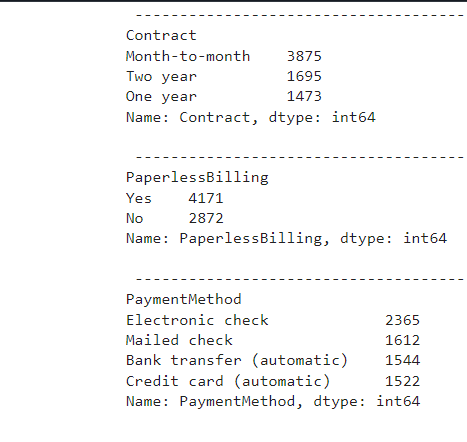 ------------------------------------
Contract
Month-to-month    3875
Two year          1695
One year          1473
Name: Contract, dtype: int64
------------------------------------
PaperlessBilling
Yes    4171
No     2872
Name: PaperlessBilling, dtype: int64
------------------------------------
PaymentMethod
Electronic check             2365
Mailed check                 1612
Bank transfer (automatic)    1544
Credit card (automatic)      1522
Name: PaymentMethod, dtype: int64